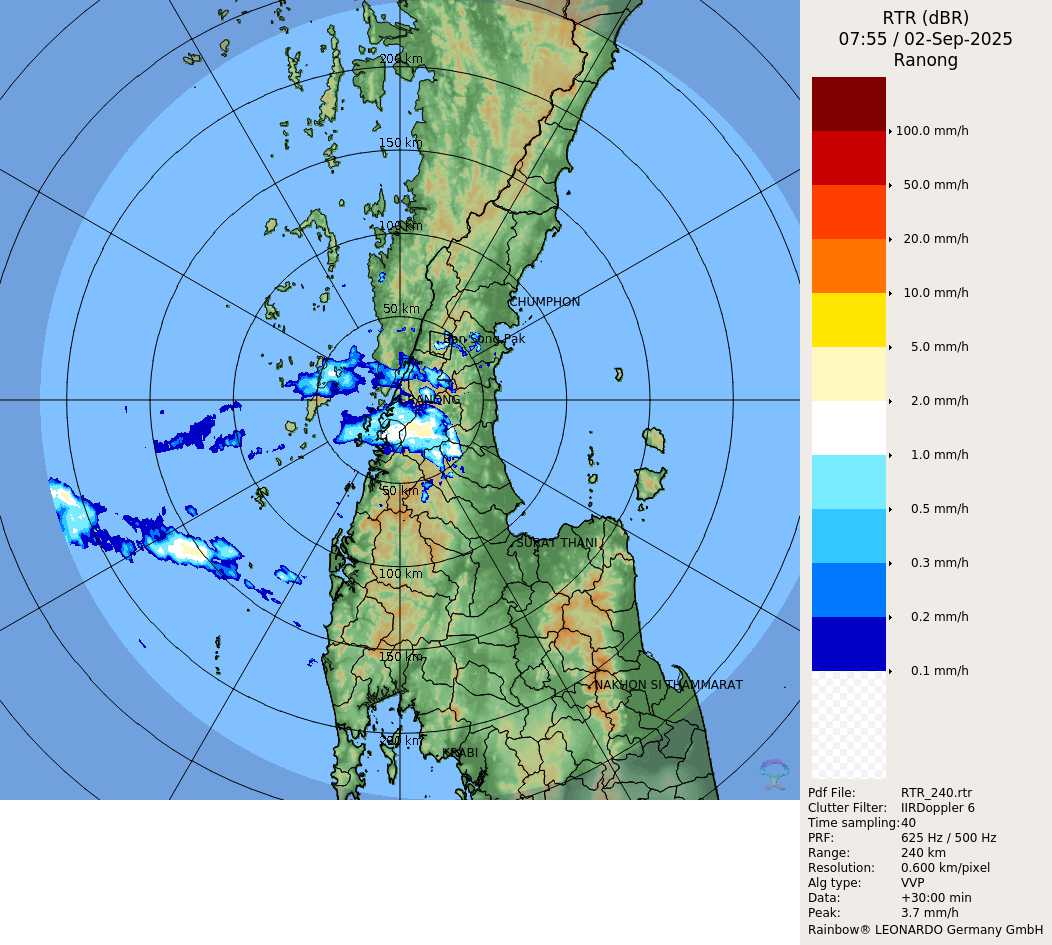 RTR (dBR)
07:55 / 02-Sep-2025
Ranong
200 km
150 km
100 km
50 km
CHUMPHON
Ban Song Pak
RANONG
50 km
SURAT THANI
100 km
150 km
NAKHON SI THAMMARAT
200 km
KRABI
100.0 mm/h
50.0 mm/h
20.0 mm/h
10.0 mm/h
5.0 mm/h
2.0 mm/h
1.0 mm/h
0.5 mm/h
0.3 mm/h
0.2 mm/h
0.1 mm/h
Pdf File: RTR_240.rtr
Clutter Filter: IIRDoppler 6
Time sampling:40
PRF: 625 Hz / 500 Hz
Range: 240 km
Resolution: 0.600 km/pixel
Alg type: VVP
Data: +30:00 min
Peak: 3.7 mm/h
Rainbow® LEONARDO Germany GmbH